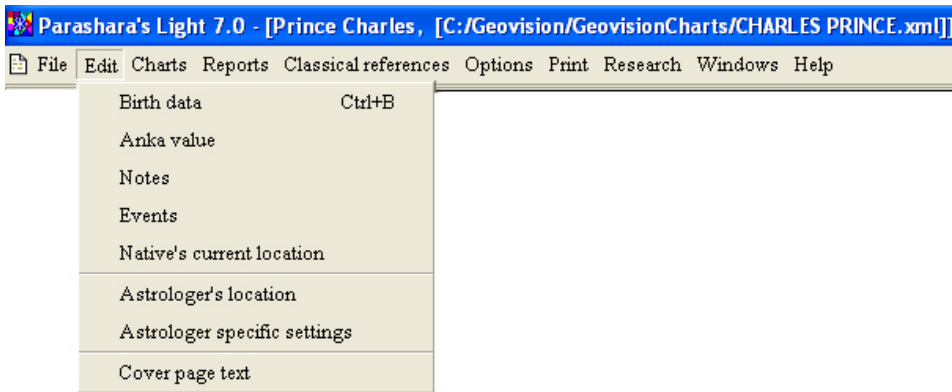 Parashara's Light 7.0 - [Prince Charles, [C:/Geovision/GeovisionCharts/CHARLES PRINCE.xml]]
File Edit Charts Reports Classical references Options Print Research Windows Help
Birth data Ctrl+B
Anka value
Notes
Events
Native's current location
Astrologer's location
Astrologer specific settings
Cover page text